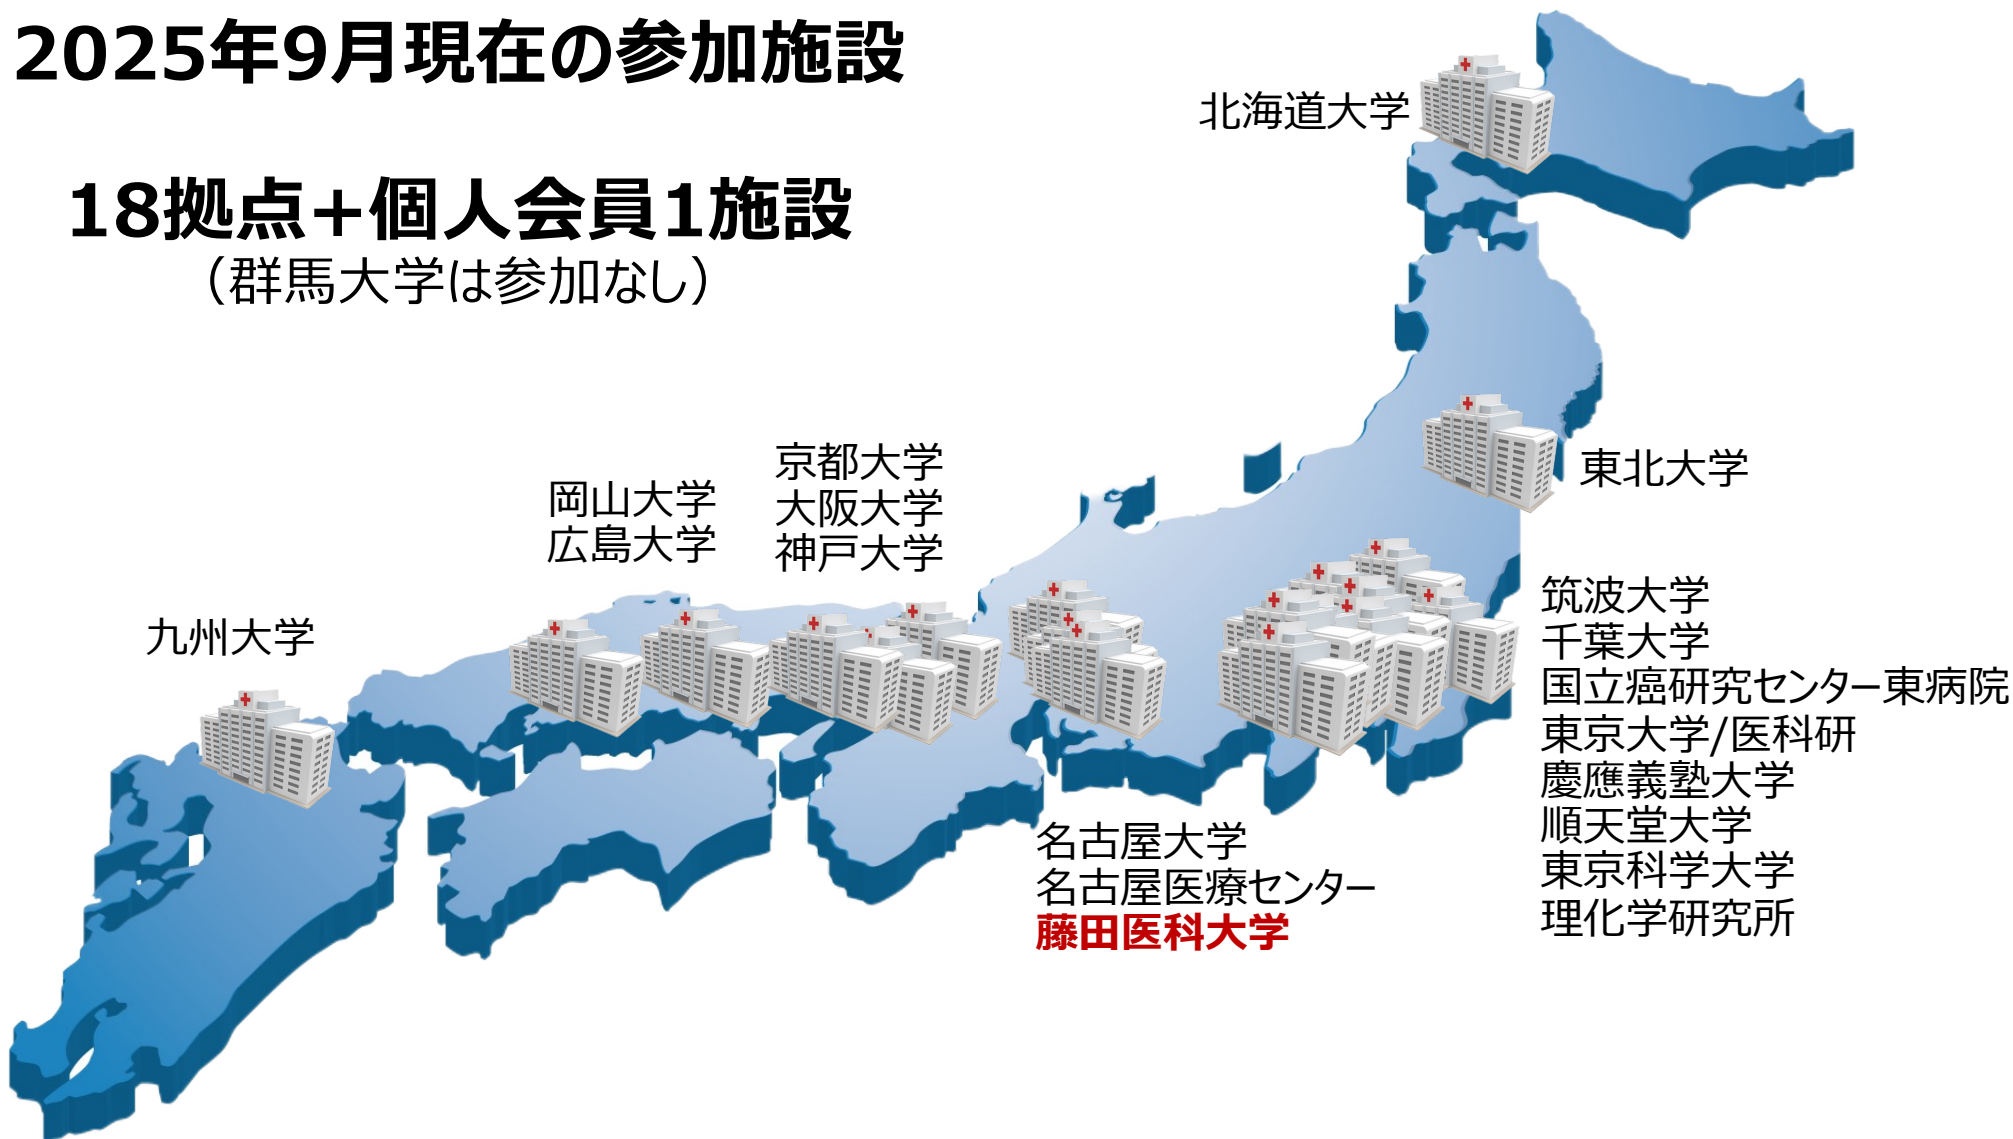 2025年9月現在の参加施設
18拠点+個人会員1施設
（群馬大学は参加なし）
北海道大学
東北大学
京都大学
大阪大学
神戸大学
岡山大学
広島大学
九州大学
筑波大学
千葉大学
国立癌研究センター東病院
東京大学/医科研
慶應義塾大学
順天堂大学
東京科学大学
理化学研究所
名古屋大学
名古屋医療センター
藤田医科大学